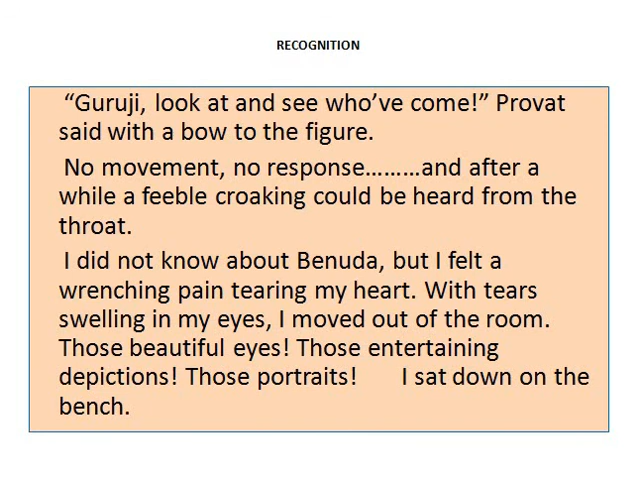 RECOGNITION
“Guruji, look at and see who’ve come!” Provat
said with a bow to the figure.
No movement, no response………and after a
while a feeble croaking could be heard from the
throat.
I did not know about Benuda, but I felt a
wrenching pain tearing my heart. With tears
swelling in my eyes, I moved out of the room.
Those beautiful eyes! Those entertaining
depictions! Those portraits! I sat down on the
bench.